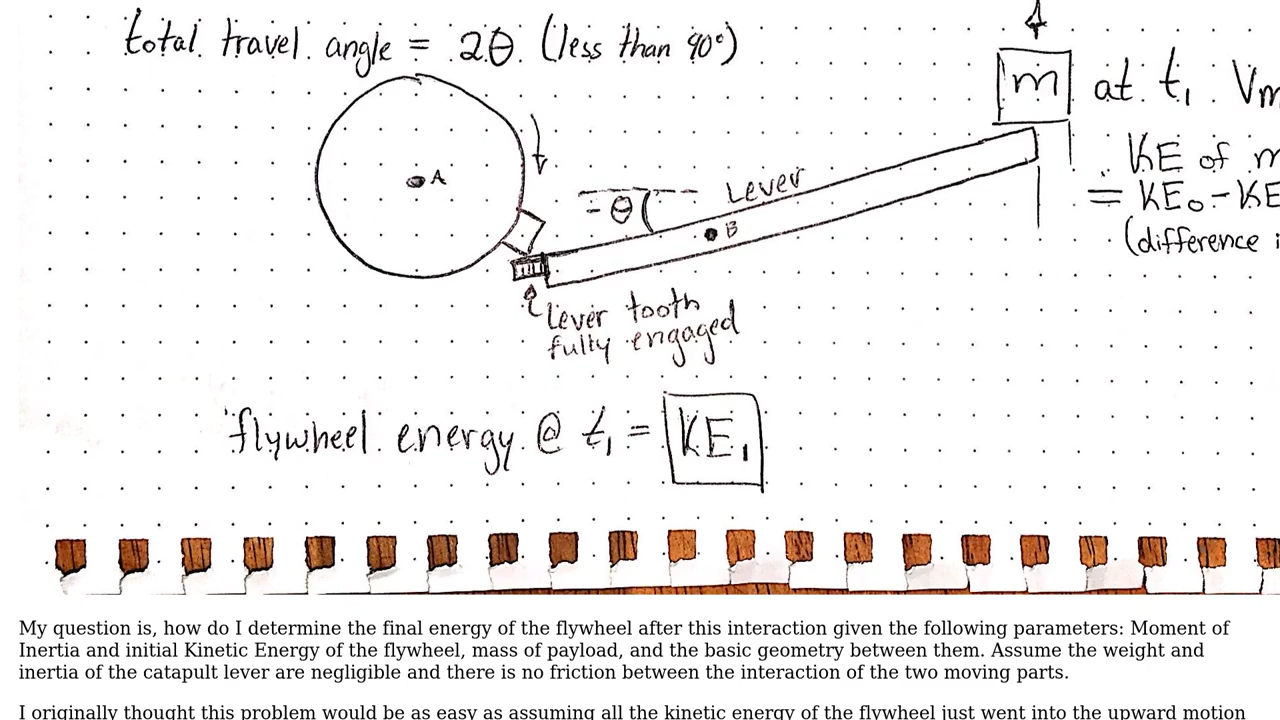 total travel angle = 2θ (less than 90°)
m at t₁ Vm
KE of m
= KE₀ - KE
(difference i
A
- θ
Lever
B
Lever tooth
fully engaged
flywheel energy @ t₁ = KE₁
My question is, how do I determine the final energy of the flywheel after this interaction given the following parameters: Moment of
Inertia and initial Kinetic Energy of the flywheel, mass of payload, and the basic geometry between them. Assume the weight and
inertia of the catapult lever are negligible and there is no friction between the interaction of the two moving parts.
I originally thought this problem would be as easy as assuming all the kinetic energy of the flywheel just went into the upward motion